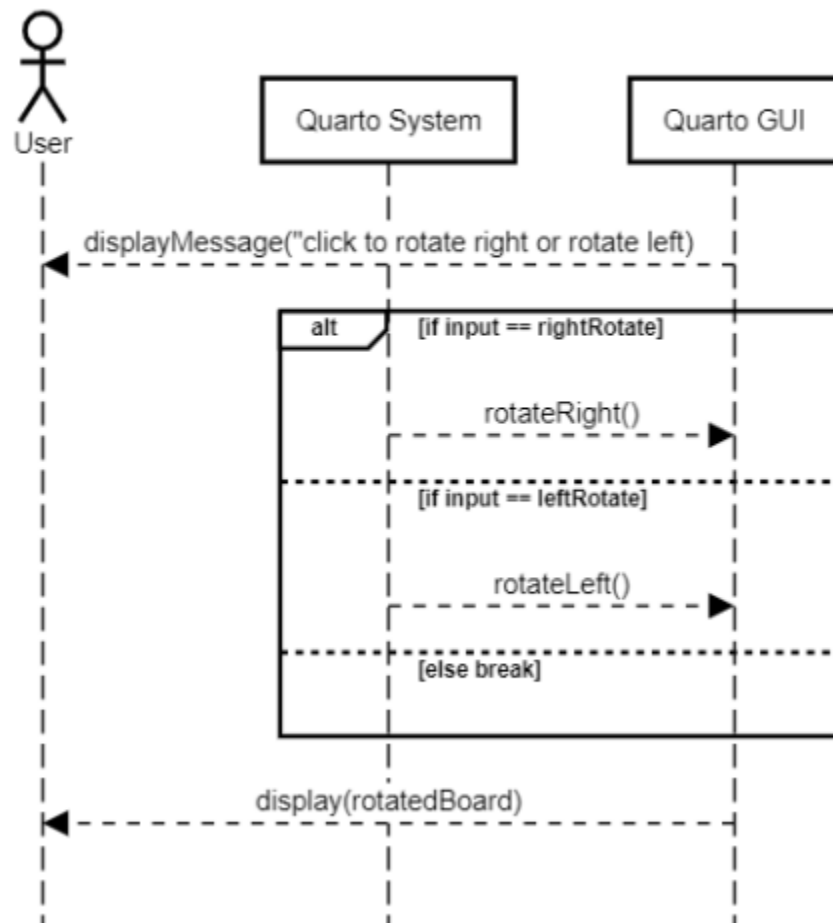 User
Quarto System
Quarto GUI
displayMessage("click to rotate right or rotate left)
alt
[if input == rightRotate]
rotateRight()
[if input == leftRotate]
rotateLeft()
[else break]
display(rotatedBoard)